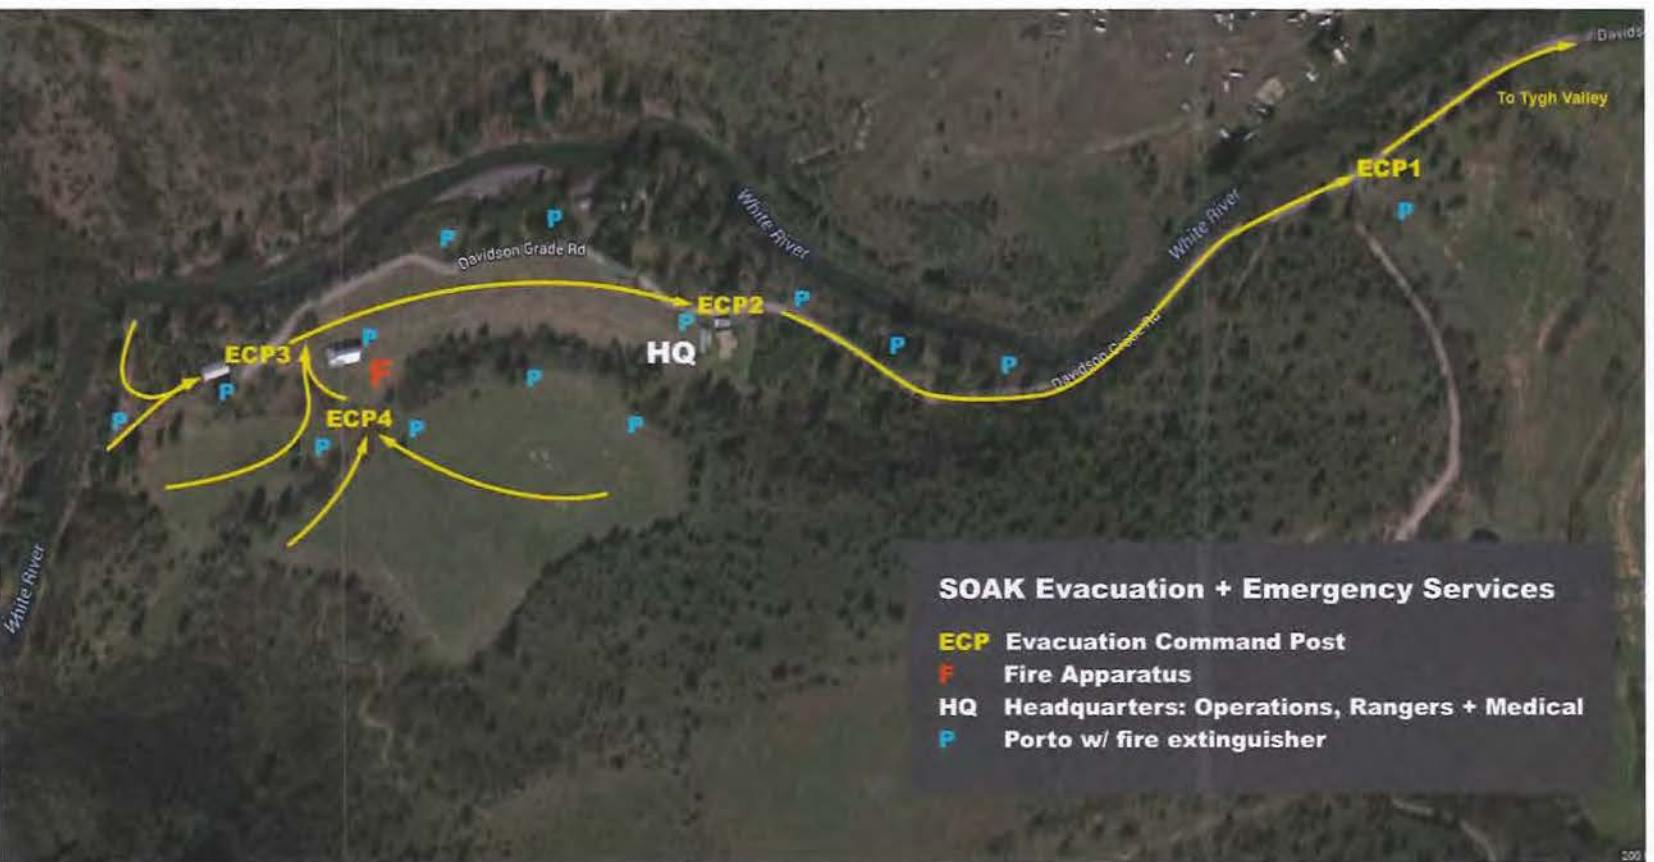 Davids
To Tygh Valley
ECP1
P
White River
White River
P
P
Davidson Grade Rd
ECP2
P
P
HQ
P
P
Davidson Grade Rd
ECP3
P
F
P
P
P
ECP4
P
P
P
White River
SOAK Evacuation + Emergency Services
ECP Evacuation Command Post
F Fire Apparatus
HQ Headquarters: Operations, Rangers + Medical
P Porto w/ fire extinguisher
200